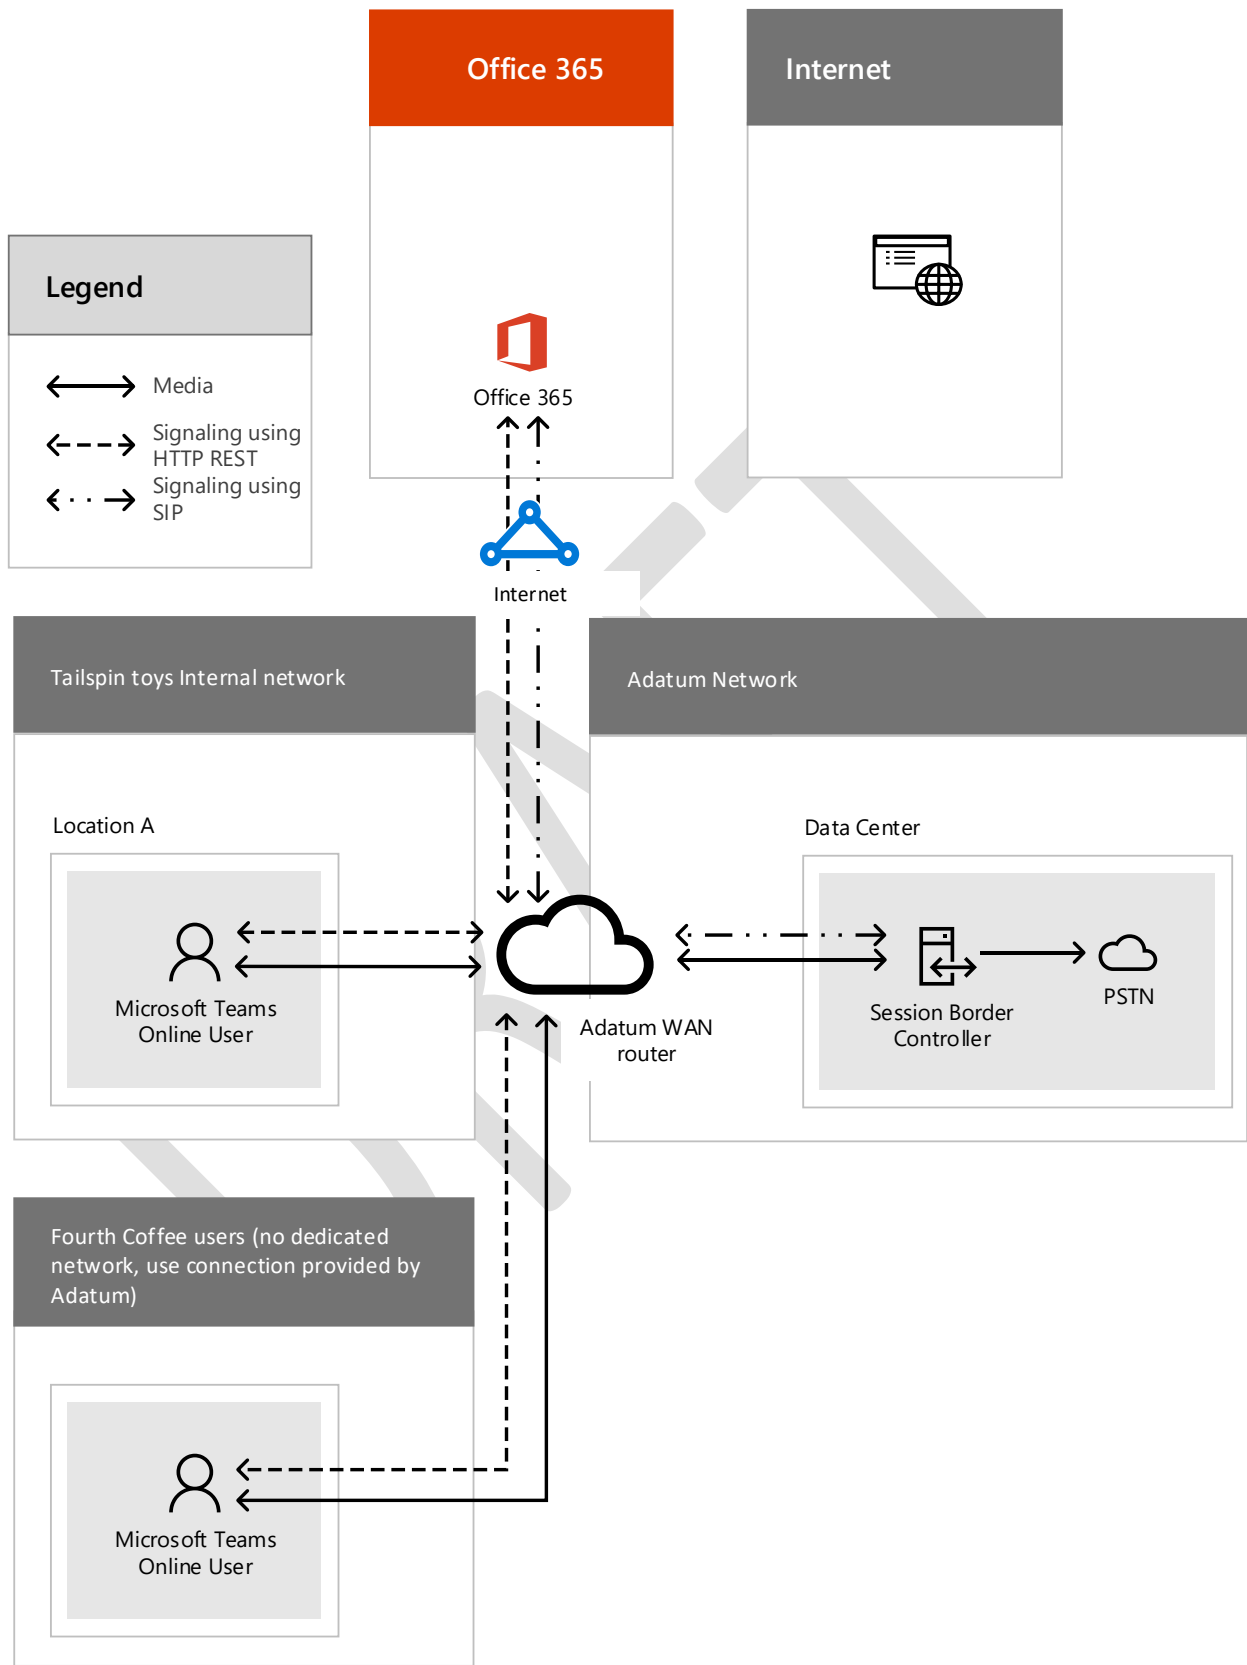 Office 365
Internet
Legend
Media
Signaling using
HTTP REST
Signaling using
SIP
Office 365
Internet
Tailspin toys Internal network
Adatum Network
Location A
Data Center
Microsoft Teams
Online User
Adatum WAN
router
Session Border
Controller
PSTN
Fourth Coffee users (no dedicated
network, use connection provided by
Adatum)
Microsoft Teams
Online User